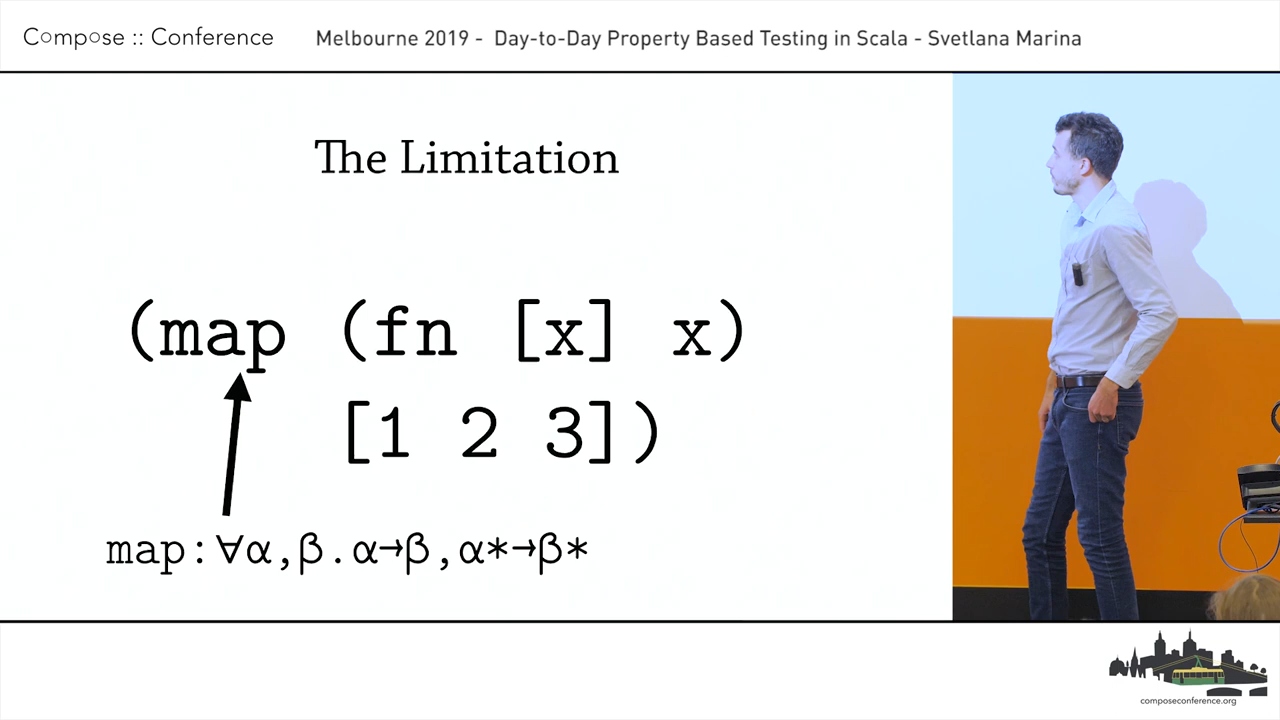 Compose :: Conference
Melbourne 2019 - Day-to-Day Property Based Testing in Scala - Svetlana Marina
The Limitation
(map (fn [x] x)
[1 2 3])
map:∀α,β.α→β,α*→β*
composeconference.org